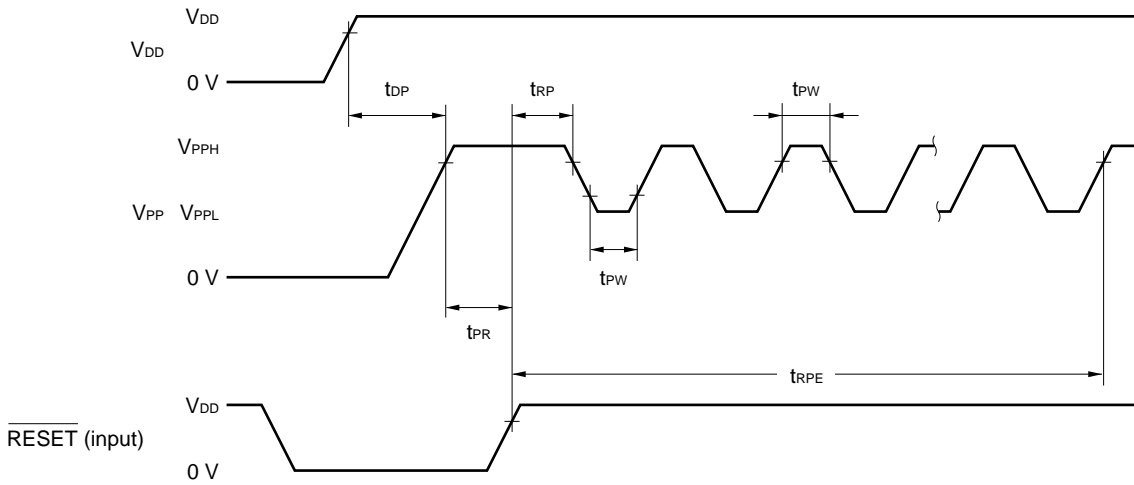 VDD
VDD
0 V
tDP
tRP
tPW
VPPH
VPP VPPL
0 V
tPW
tPR
tRPE
VDD
RESET (input)
0 V